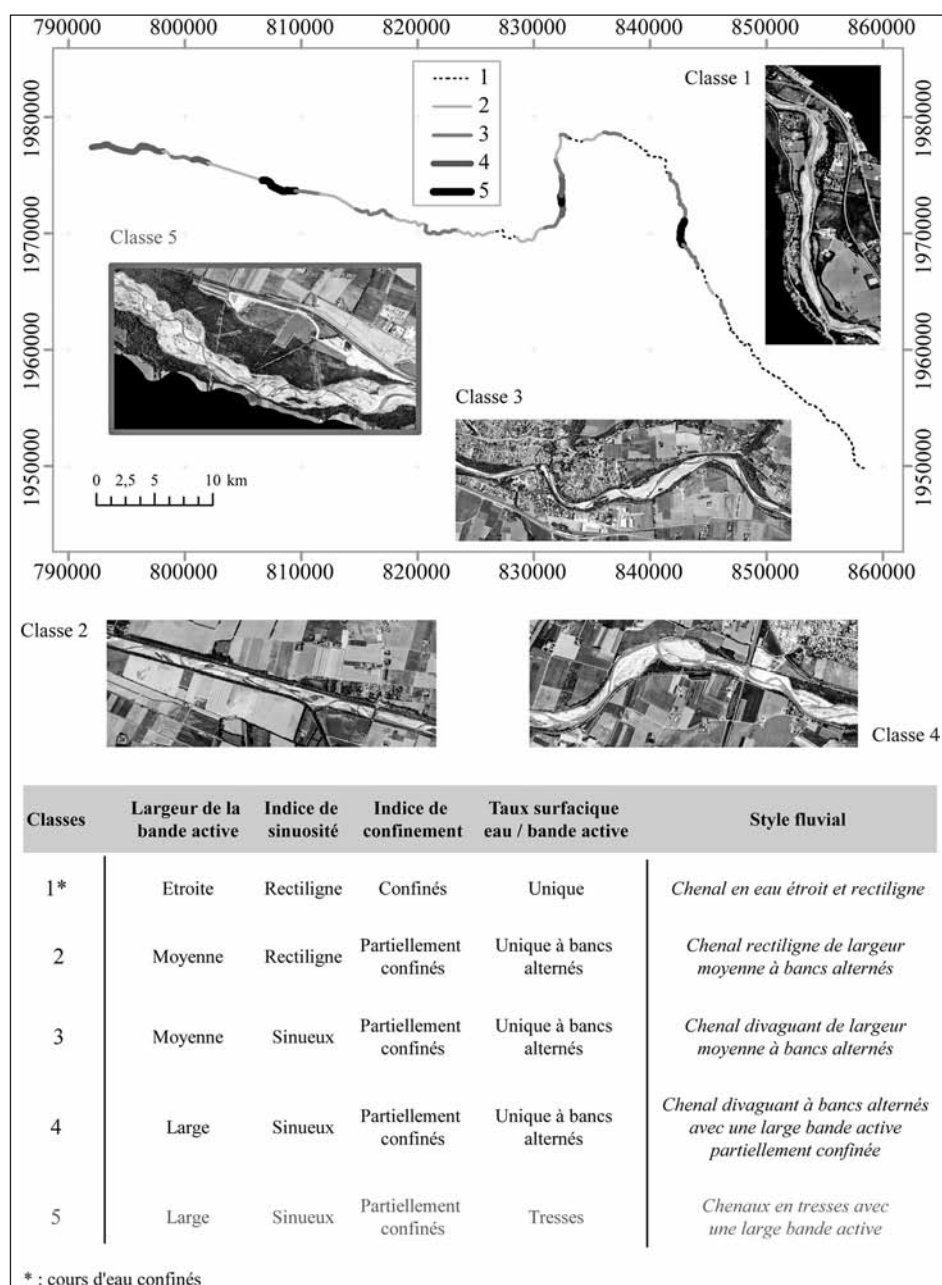 790000 800000 810000 820000 830000 840000 850000 860000
1980000
1970000
1960000
1950000
1
2
3
4
5
Classe 1
1980000
1970000
1960000
1950000
Classe 5
Classe 3
0 2,5 5 10 km
790000 800000 810000 820000 830000 840000 850000 860000
Classe 2
Classe 4
Classes Largeur de la bande active Indice de sinuosité Indice de confinement Taux surfacique eau / bande active Style fluvial
1* Etroite Rectiligne Confinés Unique Chenal en eau étroit et rectiligne
2 Moyenne Rectiligne Partiellement confinés Unique à bancs alternés Chenal rectiligne de largeur moyenne à bancs alternés
3 Moyenne Sinueux Partiellement confinés Unique à bancs alternés Chenal divaguant de largeur moyenne à bancs alternés
4 Large Sinueux Partiellement confinés Unique à bancs alternés Chenal divaguant à bancs alternés avec une large bande active partiellement confinée
5 Large Sinueux Partiellement confinés Tresses Chenaux en tresses avec une large bande active
* : cours d'eau confinés